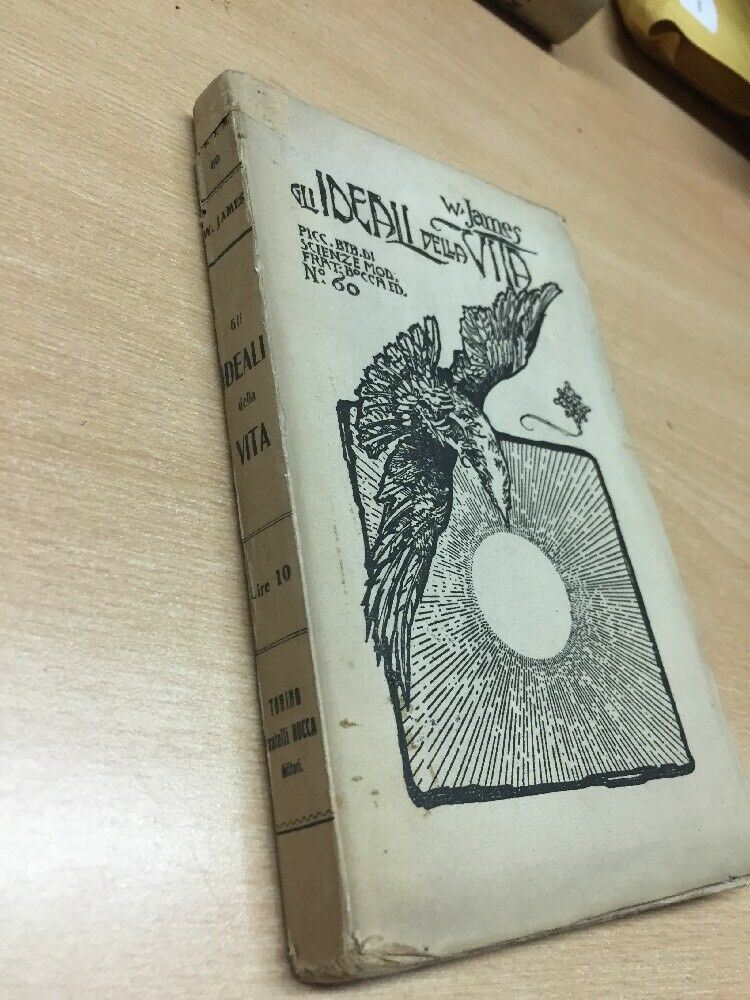 W. James
GLI IDEALI DELLA VITA
PICC. BIB. DI
SCIENZE MOD.
FRAT. BOCCA ED.
No. 60
60
W. JAMES
Gli
IDEALI
della
VITA
Lire 10
TORINO
Fratelli BOCCA
Editori.